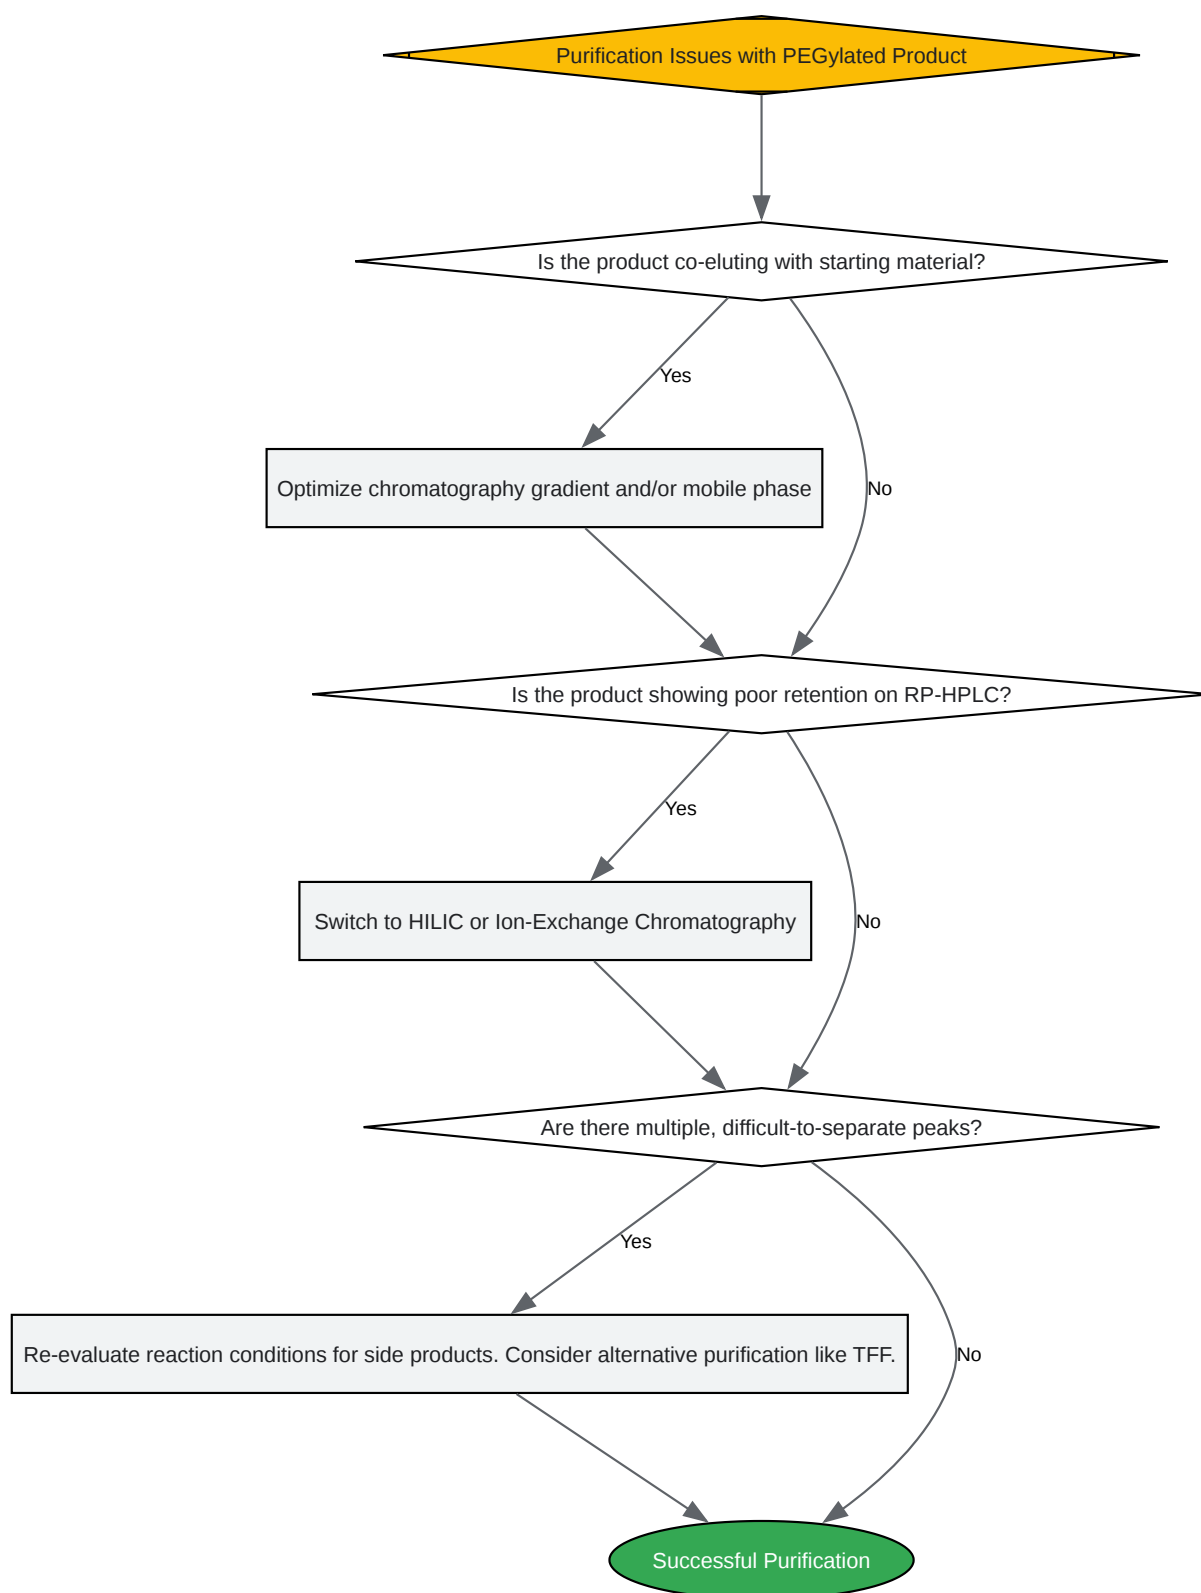 Purification Issues with PEGylated Product
Is the product co-eluting with starting material?
Yes
Optimize chromatography gradient and/or mobile phase
No
Is the product showing poor retention on RP-HPLC?
Yes
Switch to HILIC or Ion-Exchange Chromatography
No
Are there multiple, difficult-to-separate peaks?
Yes
Re-evaluate reaction conditions for side products. Consider alternative purification like TFF.
No
Successful Purification